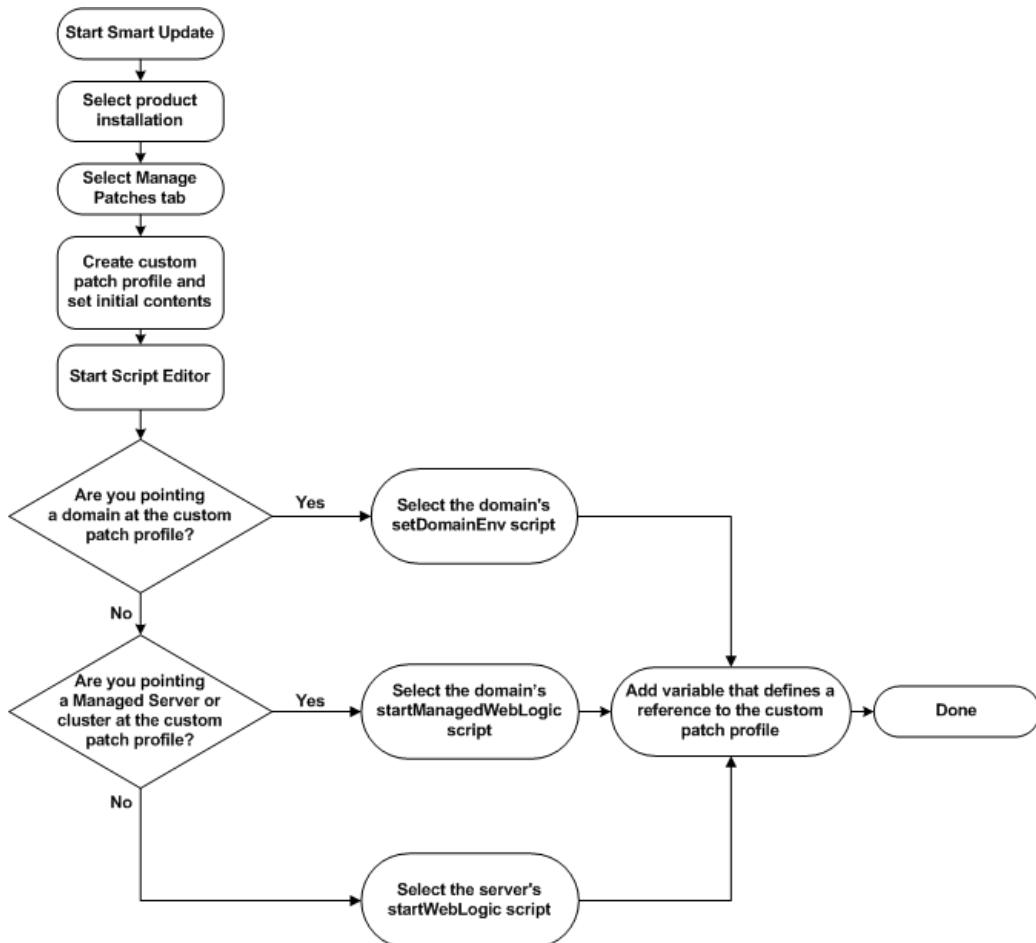 Start Smart Update
Select product
installation
Select Manage
Patches tab
Create custom
patch profile and
set initial contents
Start Script Editor
Are you pointing
a domain at the custom
patch profile?
Yes
Select the domain's
setDomainEnv script
No
Are you pointing
a Managed Server or
cluster at the custom
patch profile?
Yes
Select the domain’s
startManagedWebLogic
script
Add variable that defines a
reference to the custom
patch profile
Done
No
Select the server's
startWebLogic script